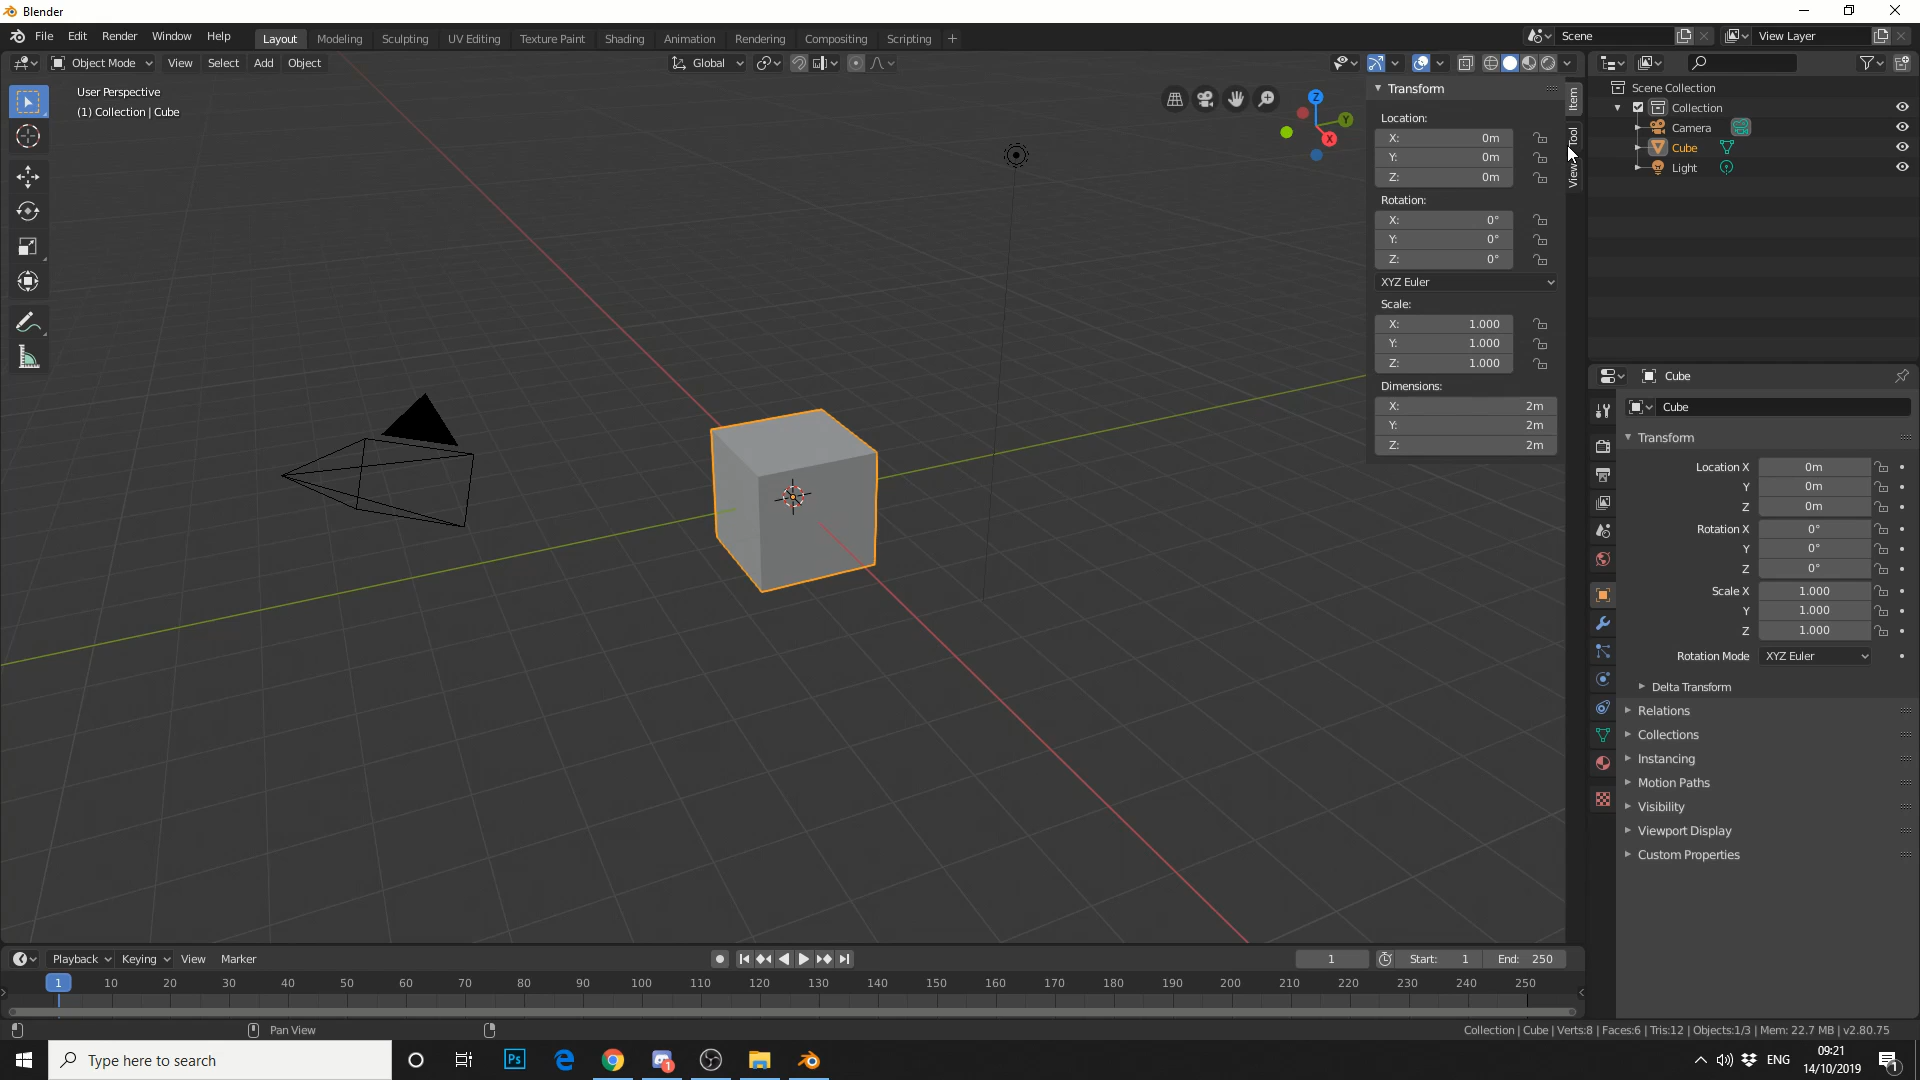 Blender
File Edit Render Window Help
Layout Modeling Sculpting UV Editing Texture Paint Shading Animation Rendering Compositing Scripting +
Scene
View Layer
Object Mode View Select Add Object
Global
User Perspective
(1) Collection | Cube
Z
Y
X
Transform
Location:
X: 0m
Y: 0m
Z: 0m
Rotation:
X: 0°
Y: 0°
Z: 0°
XYZ Euler
Scale:
X: 1.000
Y: 1.000
Z: 1.000
Dimensions:
X: 2m
Y: 2m
Z: 2m
Item
Tool
View
Scene Collection
Collection
Camera
Cube
Light
Cube
Cube
Transform
Location X 0m
Y 0m
Z 0m
Rotation X 0°
Y 0°
Z 0°
Scale X 1.000
Y 1.000
Z 1.000
Rotation Mode XYZ Euler
Delta Transform
Relations
Collections
Instancing
Motion Paths
Visibility
Viewport Display
Custom Properties
Playback Keying View Marker
1 Start: 1 End: 250
1 10 20 30 40 50 60 70 80 90 100 110 120 130 140 150 160 170 180 190 200 210 220 230 240 250
Pan View
Collection | Cube | Verts:8 | Faces:6 | Tris:12 | Objects:1/3 | Mem: 22.7 MB | v2.80.75
Type here to search
Ps
1
ENG
09:21
14/10/2019
1